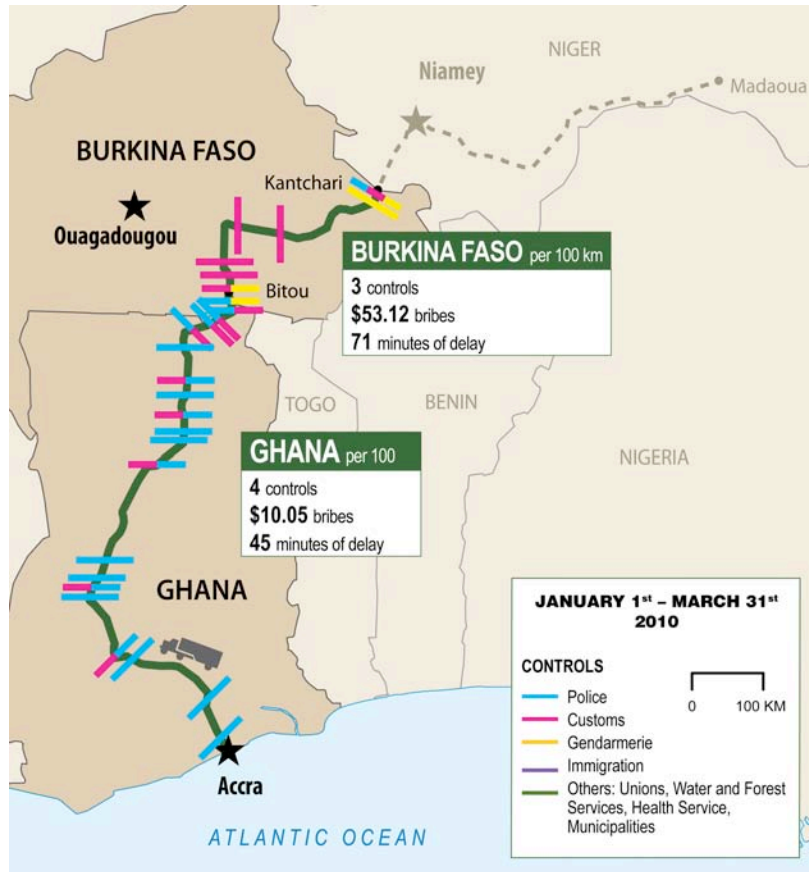 NIGER
Niamey
Madaoua
BURKINA FASO
Kantchari
Ouagadougou
BURKINA FASO per 100 km
3 controls
$53.12 bribes
71 minutes of delay
Bitou
TOGO
BENIN
NIGERIA
GHANA per 100
4 controls
$10.05 bribes
45 minutes of delay
GHANA
Accra
ATLANTIC OCEAN
JANUARY 1st – MARCH 31st
2010
CONTROLS
Police
Customs
Gendarmerie
Immigration
Others: Unions, Water and Forest
Services, Health Service,
Municipalities
0 100 KM